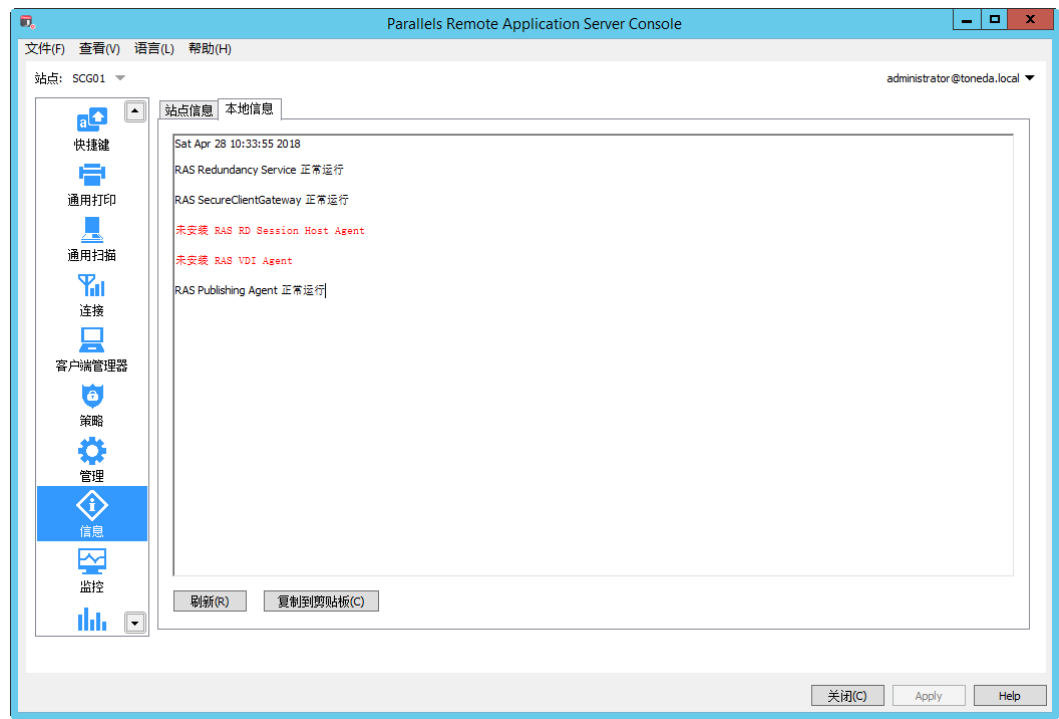 Parallels Remote Application Server Console
文件(F) 查看(V) 语言(L) 帮助(H)
站点: SCG01
administrator@toneda.local
站点信息 本地信息
快捷键
通用打印
通用扫描
连接
客户端管理器
策略
管理
信息
监控
Sat Apr 28 10:33:55 2018
RAS Redundancy Service 正常运行
RAS SecureClientGateway 正常运行
未安装 RAS RD Session Host Agent
未安装 RAS VDI Agent
RAS Publishing Agent 正常运行
刷新(R) 复制到剪贴板(C)
关闭(C) Apply Help